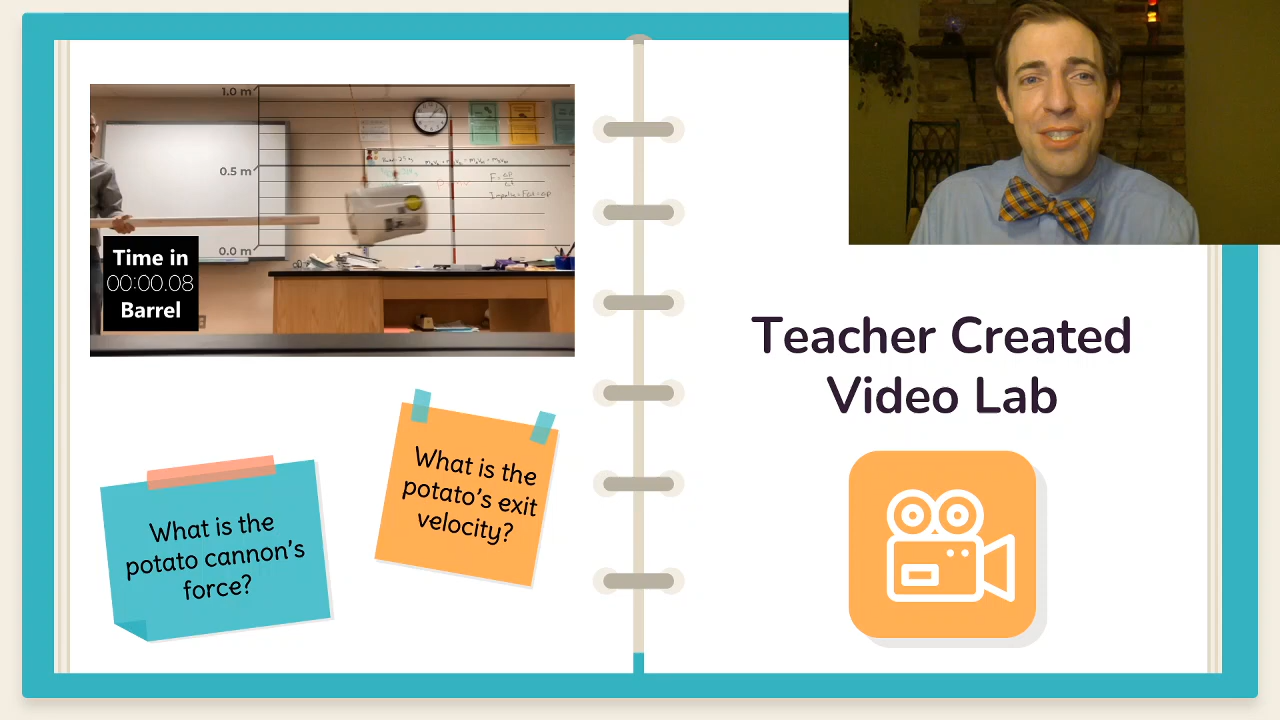 1.0 m
0.5 m
0.0 m
Time in
00:00.08
Barrel
What is the
potato cannon's
force?
What is the
potato's exit
velocity?
Teacher Created
Video Lab